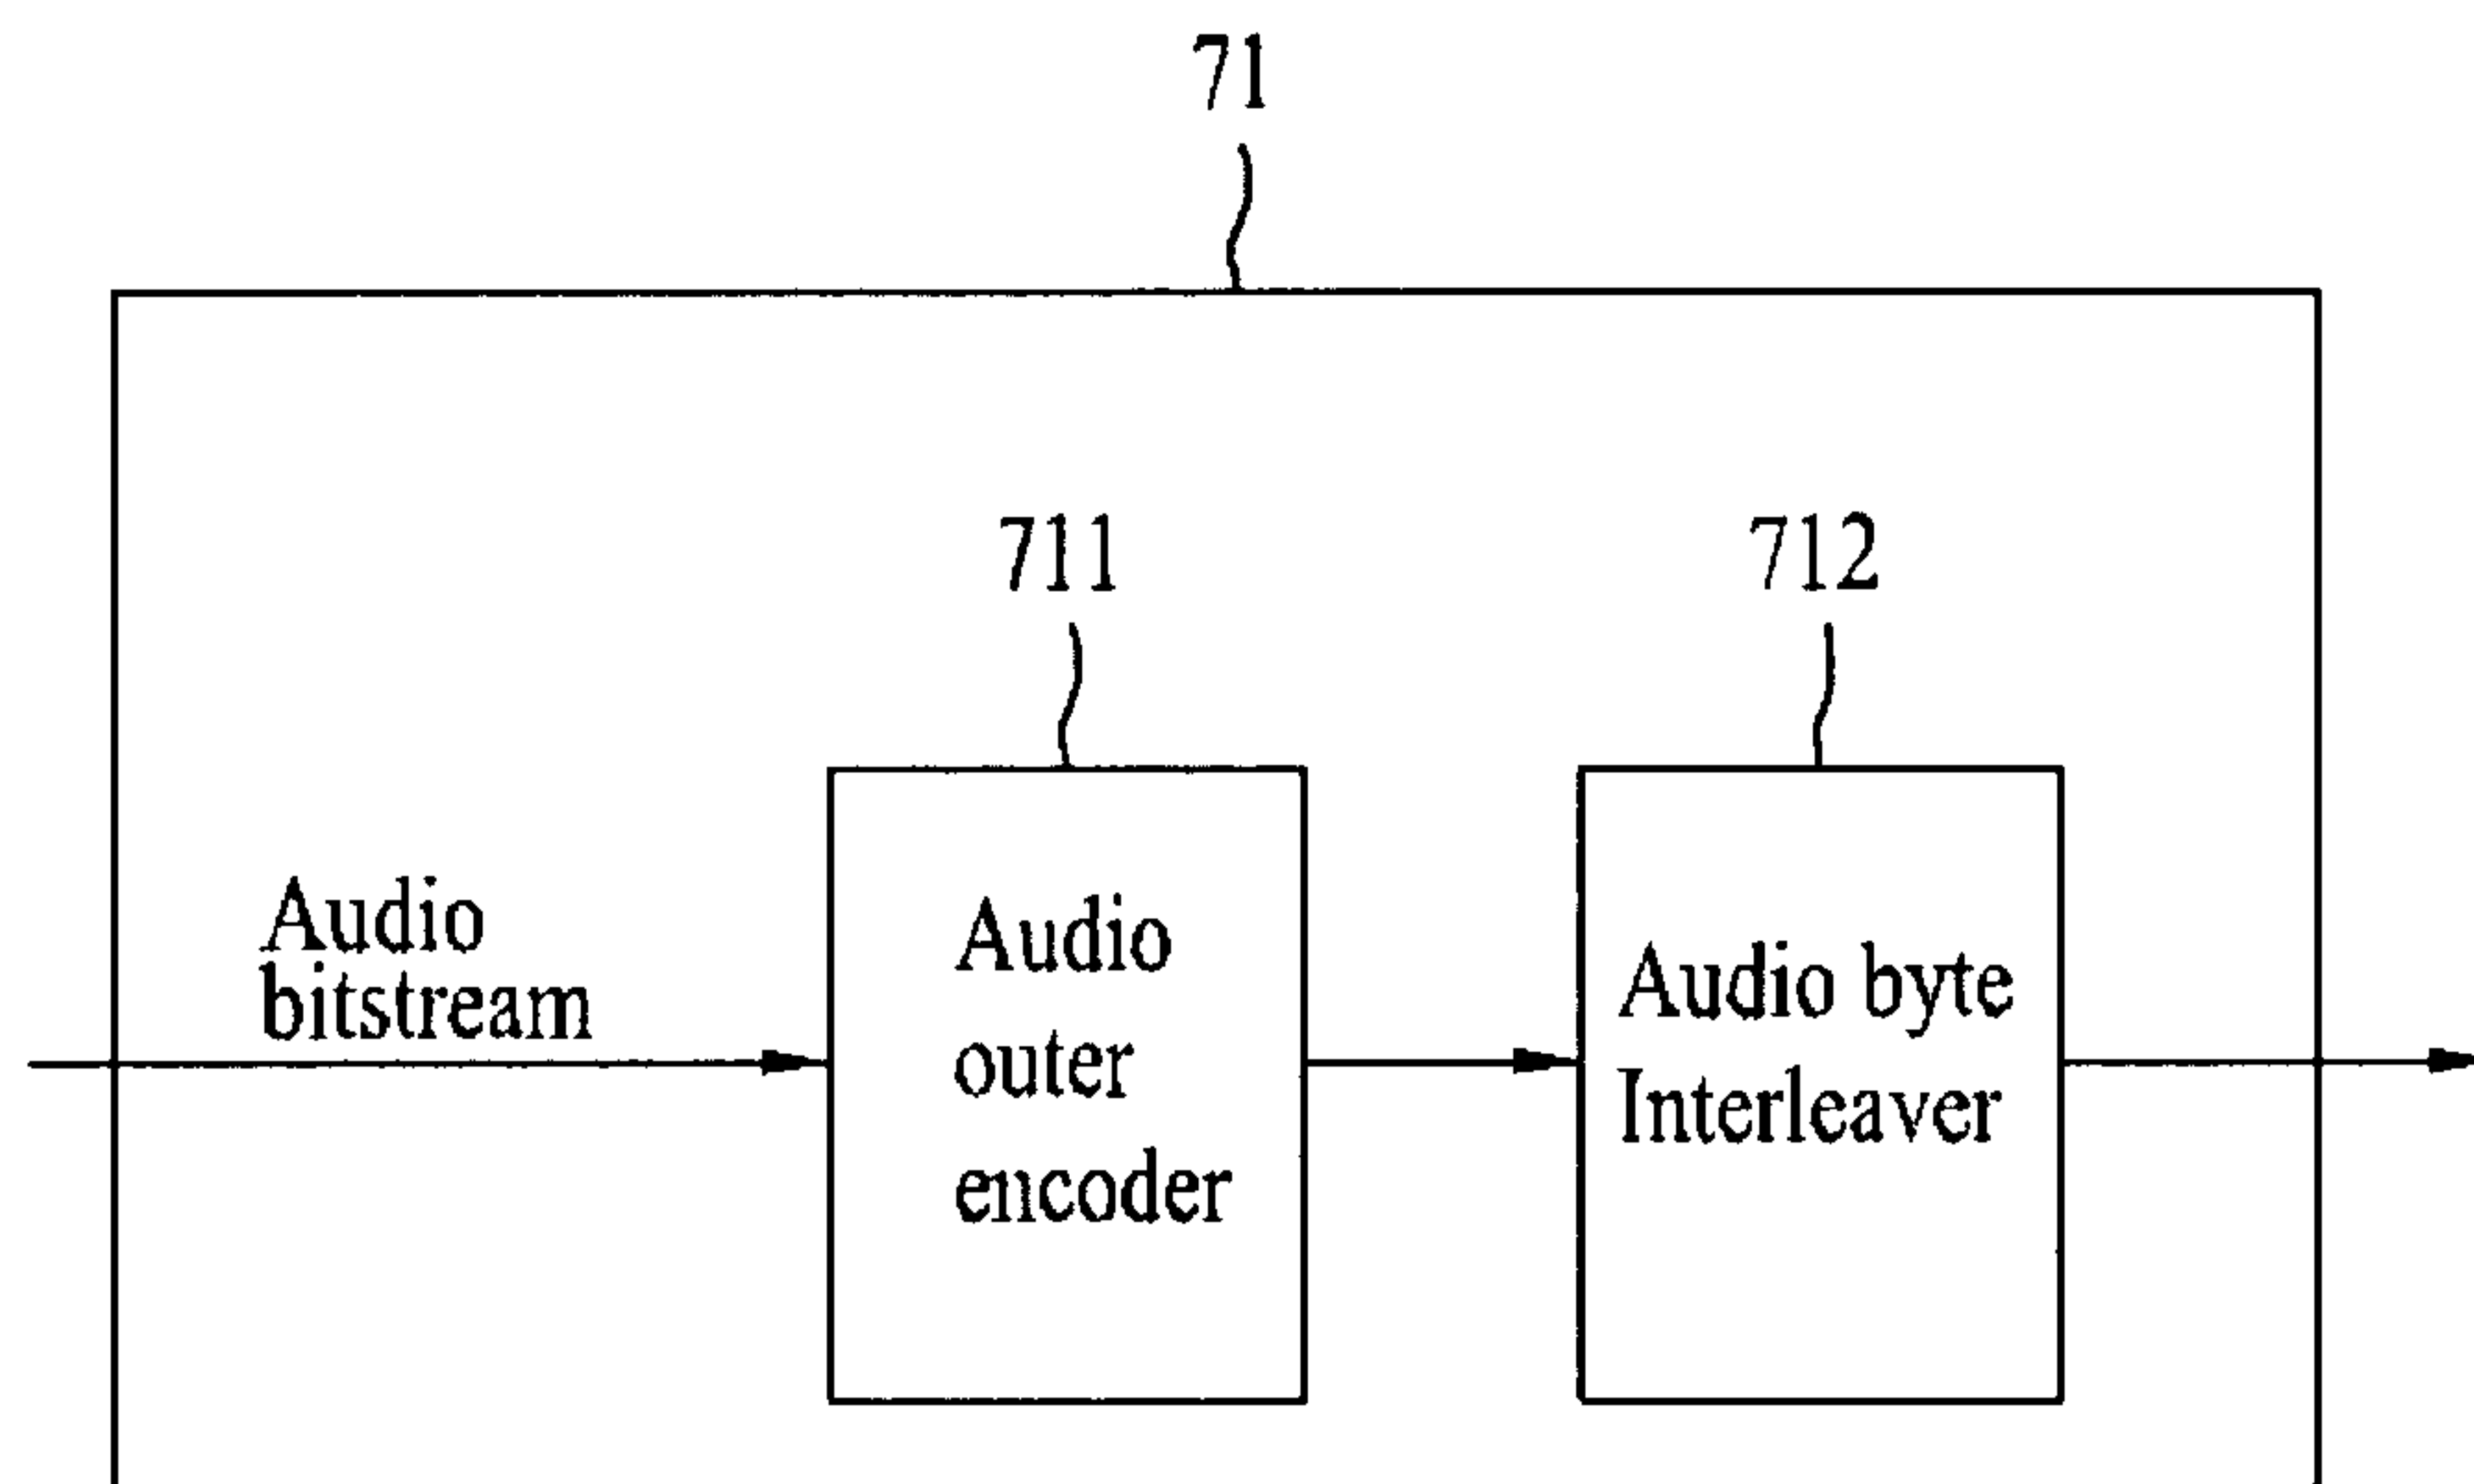 71
711
712
Audio
bitstream
Audio
outer
encoder
Audio byte
Interleaver